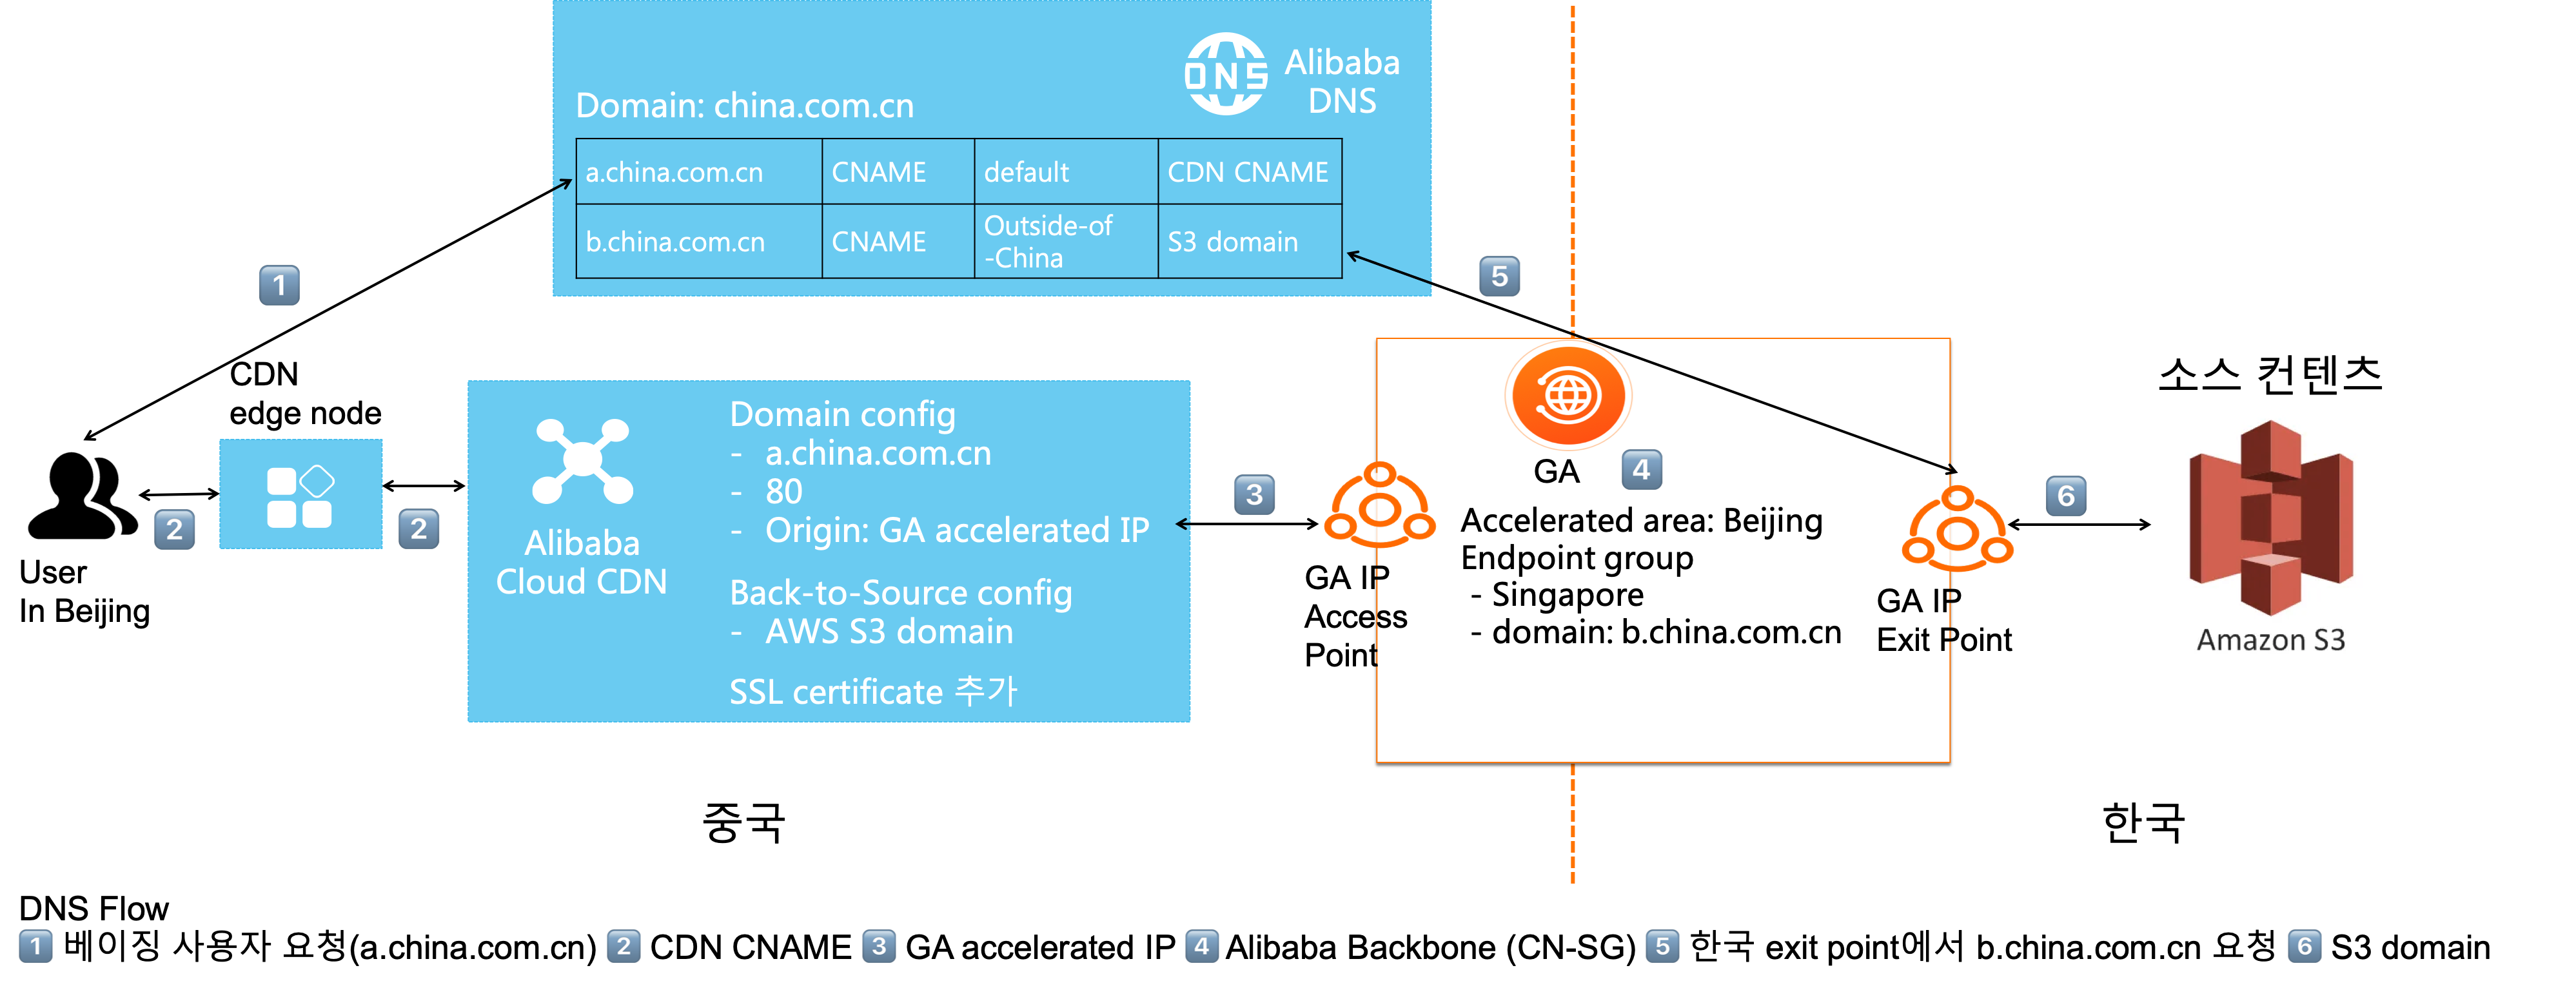 DNS
Alibaba
DNS
Domain: china.com.cn
a.china.com.cn CNAME default CDN CNAME
b.china.com.cn CNAME Outside-of
-China S3 domain
1
5
CDN
edge node
User
In Beijing
2
2
Alibaba
Cloud CDN
Domain config
- a.china.com.cn
- 80
- Origin: GA accelerated IP
Back-to-Source config
- AWS S3 domain
SSL certificate 추가
3
GA IP
Access
Point
GA
4
Accelerated area: Beijing
Endpoint group
- Singapore
- domain: b.china.com.cn
GA IP
Exit Point
6
소스 컨텐츠
Amazon S3
중국
한국
DNS Flow
1 베이징 사용자 요청(a.china.com.cn) 2 CDN CNAME 3 GA accelerated IP 4 Alibaba Backbone (CN-SG) 5 한국 exit point에서 b.china.com.cn 요청 6 S3 domain